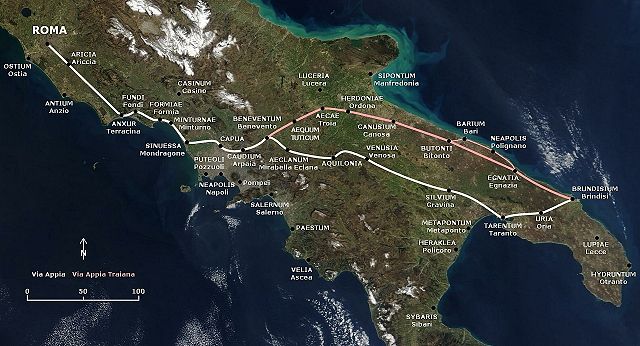 ROMA
OSTIUM
Ostia
ARICIA
Ariccia
ANTIUM
Anzio
FUNDI
Fondi
ANXUR
Terracina
FORMIAE
Formia
CASINUM
Casino
MINTURNAE
Minturno
SINUESSA
Mondragone
CAPUA
PUTEOLI
Pozzuoli
NEAPOLIS
Napoli
CAUDIUM
Arpaia
Pompei
BENEVENTUM
Benevento
SALERNUM
Salerno
PAESTUM
VELIA
Ascea
LUCERIA
Lucera
SIPONTUM
Manfredonia
AECAE
Troia
HERDONIAE
Ordona
AEQUUM
TUTICUM
AECLANUM
Mirabella Eclana
AQUILONIA
VENUSIA
Venosa
CANUSIUM
Canosa
BUTONTI
Bitonto
BARIUM
Bari
NEAPOLIS
Polignano
EGNATIA
Egnazia
BRUNDISIUM
Brindisi
SILVIUM
Gravina
METAPONTUM
Metaponto
HERAKLEA
Policoro
TARENTUM
Taranto
URIA
Oria
LUPIAE
Lecce
HYDRUNTUM
Otranto
SYBARIS
Sibari
N
Via Appia Via Appia Traiana
0 50 100